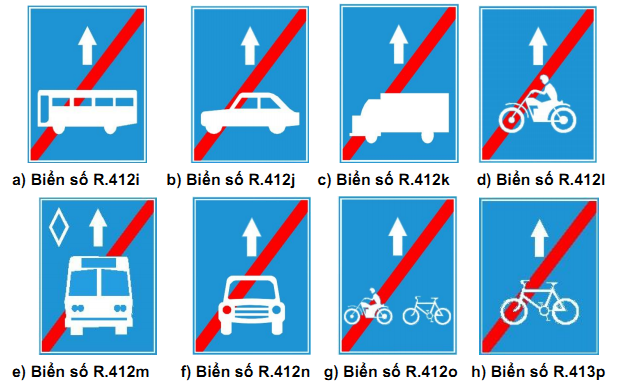 a) Biển số R.412i
b) Biển số R.412j
c) Biển số R.412k
d) Biển số R.412l
e) Biển số R.412m
f) Biển số R.412n
g) Biển số R.412o
h) Biển số R.413p